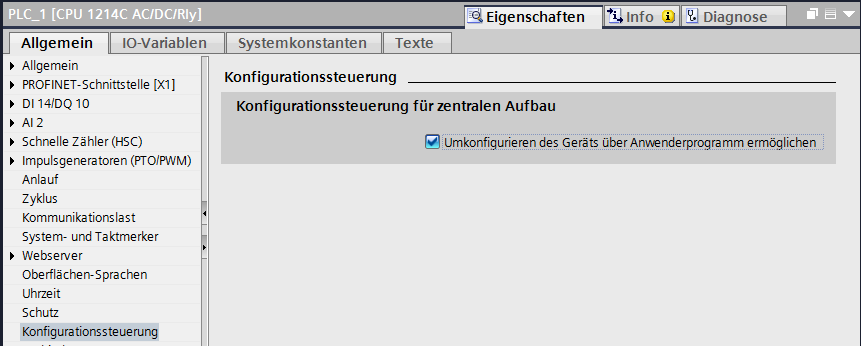 PLC_1 [CPU 1214C AC/DC/Rly]
Eigenschaften
Info
Diagnose
Allgemein
IO-Variablen
Systemkonstanten
Texte
Allgemein
PROFINET-Schnittstelle [X1]
DI 14/DQ 10
AI 2
Schnelle Zähler (HSC)
Impulsgeneratoren (PTO/PWM)
Anlauf
Zyklus
Kommunikationslast
System- und Taktmerker
Webserver
Oberflächen-Sprachen
Uhrzeit
Schutz
Konfigurationssteuerung
Konfigurationssteuerung
Konfigurationssteuerung für zentralen Aufbau
Umkonfigurieren des Geräts über Anwenderprogramm ermöglichen